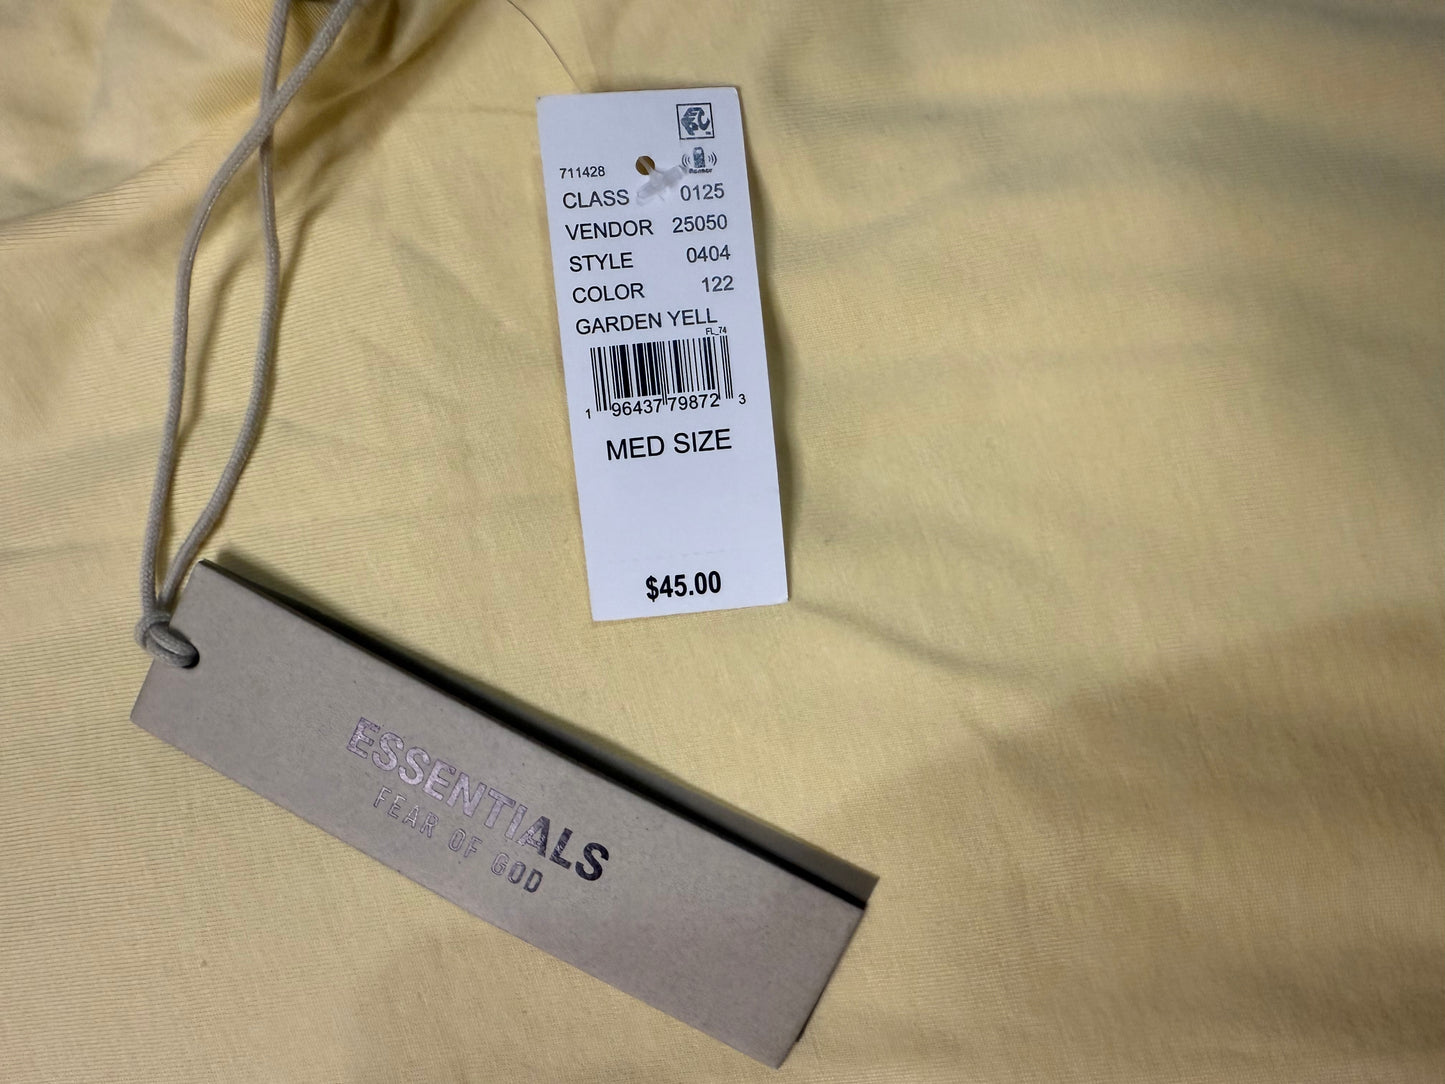 711428
CLASS 0125
VENDOR 25050
STYLE 0404
COLOR 122
GARDEN YELL
FL_74
1 96437 79872 3
MED SIZE
$45.00
ESSENTIALS
FEAR OF GOD